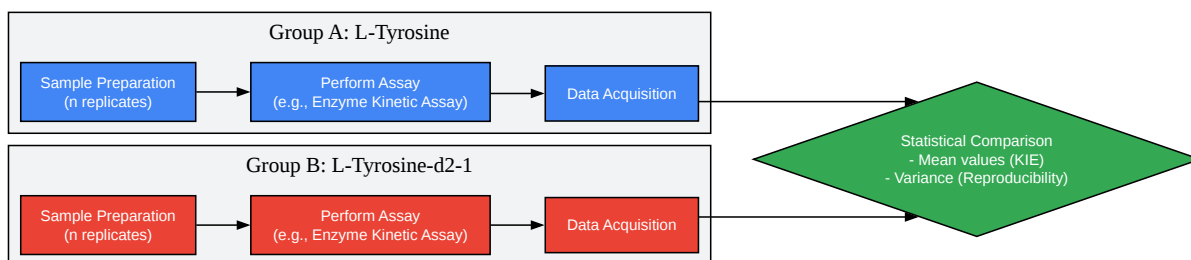 Group A: L-Tyrosine
Sample Preparation
(n replicates)
Perform Assay
(e.g., Enzyme Kinetic Assay)
Data Acquisition
Group B: L-Tyrosine-d2-1
Sample Preparation
(n replicates)
Perform Assay
(e.g., Enzyme Kinetic Assay)
Data Acquisition
Statistical Comparison
- Mean values (KIE)
- Variance (Reproducibility)